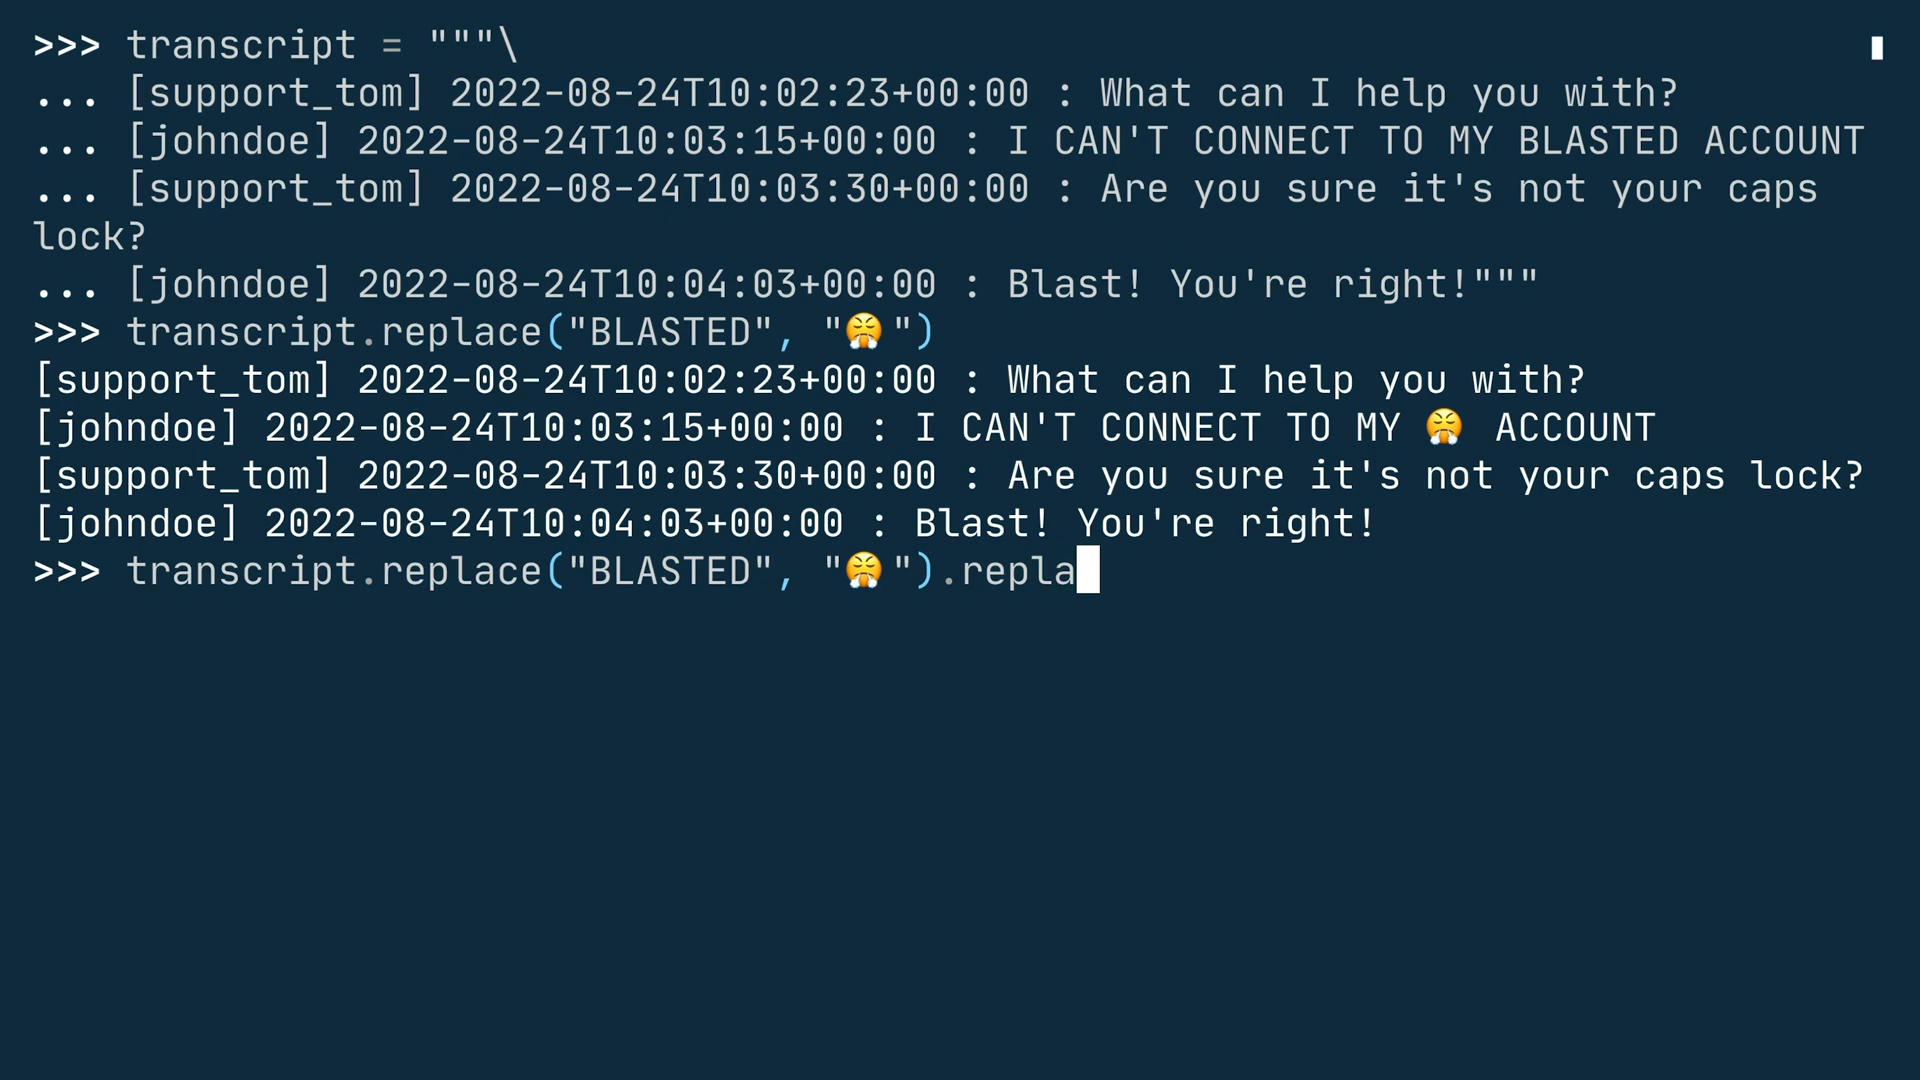 >>> transcript = """\
... [support_tom] 2022-08-24T10:02:23+00:00 : What can I help you with?
... [johndoe] 2022-08-24T10:03:15+00:00 : I CAN'T CONNECT TO MY BLASTED ACCOUNT
... [support_tom] 2022-08-24T10:03:30+00:00 : Are you sure it's not your caps
lock?
... [johndoe] 2022-08-24T10:04:03+00:00 : Blast! You're right!"""
>>> transcript.replace("BLASTED", "😤")
[support_tom] 2022-08-24T10:02:23+00:00 : What can I help you with?
[johndoe] 2022-08-24T10:03:15+00:00 : I CAN'T CONNECT TO MY 😤 ACCOUNT
[support_tom] 2022-08-24T10:03:30+00:00 : Are you sure it's not your caps lock?
[johndoe] 2022-08-24T10:04:03+00:00 : Blast! You're right!
>>> transcript.replace("BLASTED", "😤").repla